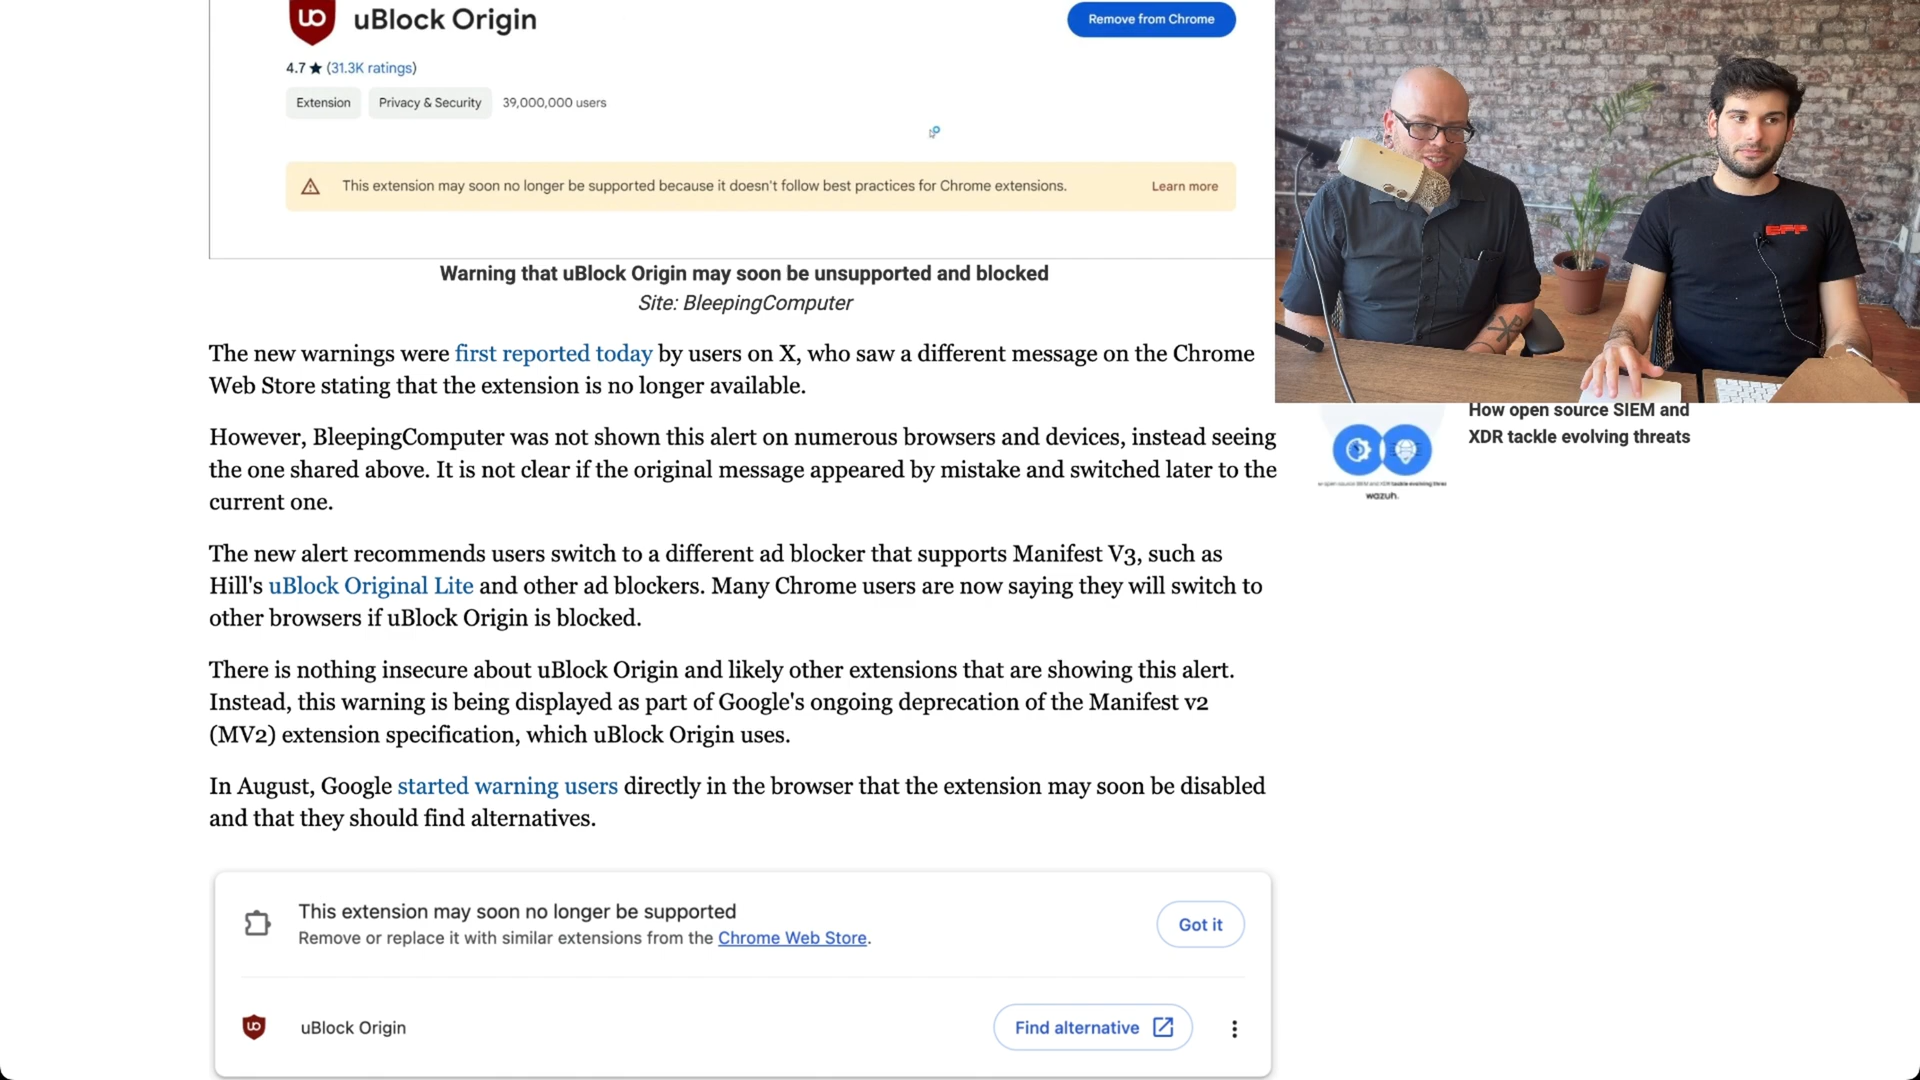 uBlock Origin
Remove from Chrome
4.7 ★ (31.3K ratings)
Extension
Privacy & Security
39,000,000 users
This extension may soon no longer be supported because it doesn't follow best practices for Chrome extensions.
Learn more
Warning that uBlock Origin may soon be unsupported and blocked
Site: BleepingComputer
The new warnings were first reported today by users on X, who saw a different message on the Chrome
Web Store stating that the extension is no longer available.
However, BleepingComputer was not shown this alert on numerous browsers and devices, instead seeing
the one shared above. It is not clear if the original message appeared by mistake and switched later to the
current one.
The new alert recommends users switch to a different ad blocker that supports Manifest V3, such as
Hill's uBlock Original Lite and other ad blockers. Many Chrome users are now saying they will switch to
other browsers if uBlock Origin is blocked.
There is nothing insecure about uBlock Origin and likely other extensions that are showing this alert.
Instead, this warning is being displayed as part of Google's ongoing deprecation of the Manifest v2
(MV2) extension specification, which uBlock Origin uses.
In August, Google started warning users directly in the browser that the extension may soon be disabled
and that they should find alternatives.
This extension may soon no longer be supported
Remove or replace it with similar extensions from the Chrome Web Store.
Got it
uBlock Origin
Find alternative
EFF
How open source SIEM and
XDR tackle evolving threats
wazuh.